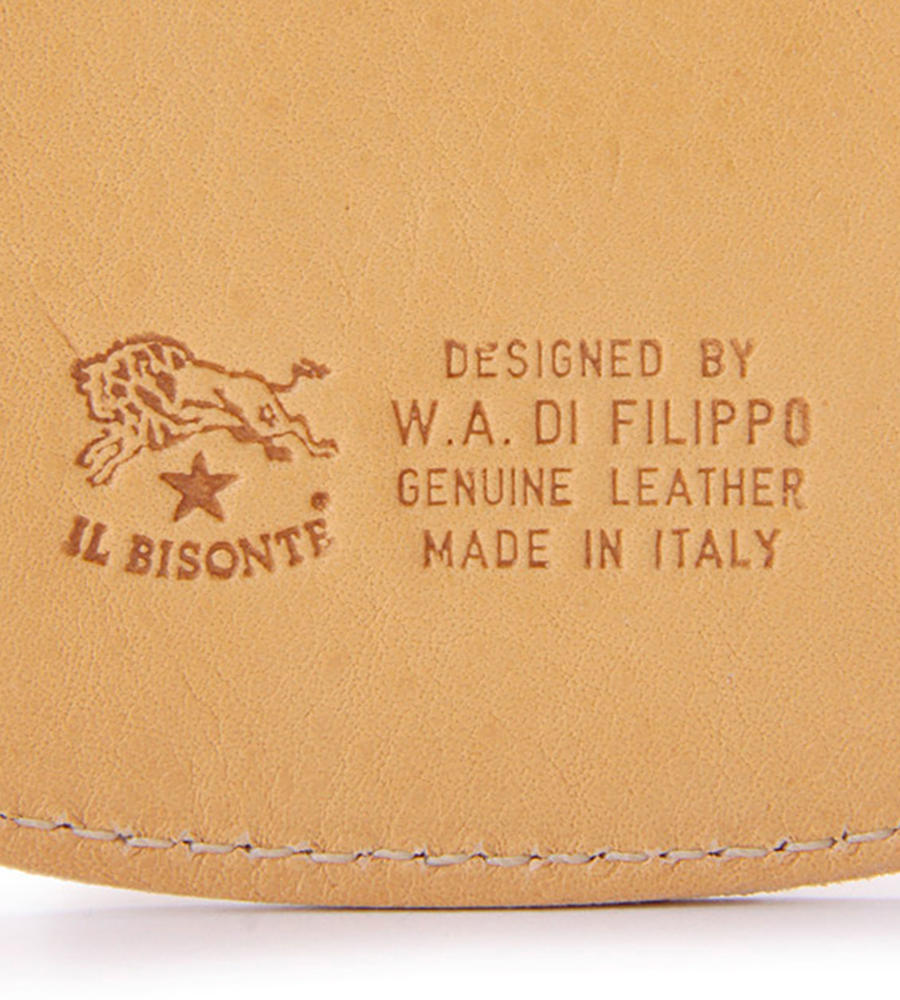 IL BISONTE
DESIGNED BY
W.A. DI FILIPPO
GENUINE LEATHER
MADE IN ITALY